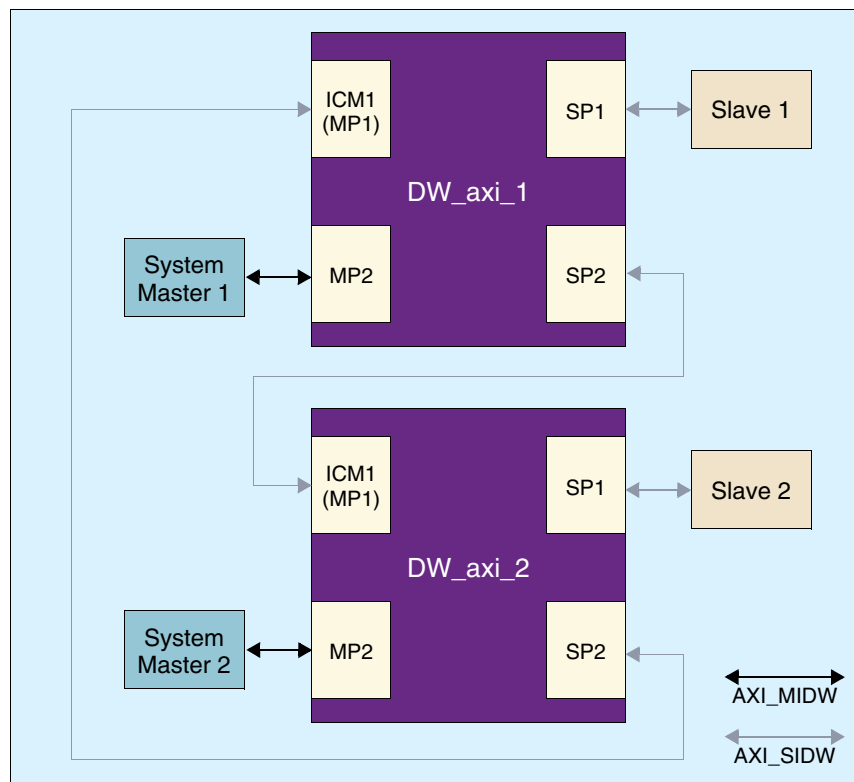 ICM1
(MP1)
SP1
Slave 1
DW_axi_1
System
Master 1
MP2
SP2
ICM1
(MP1)
SP1
Slave 2
DW_axi_2
System
Master 2
MP2
SP2
AXI_MIDW
AXI_SIDW